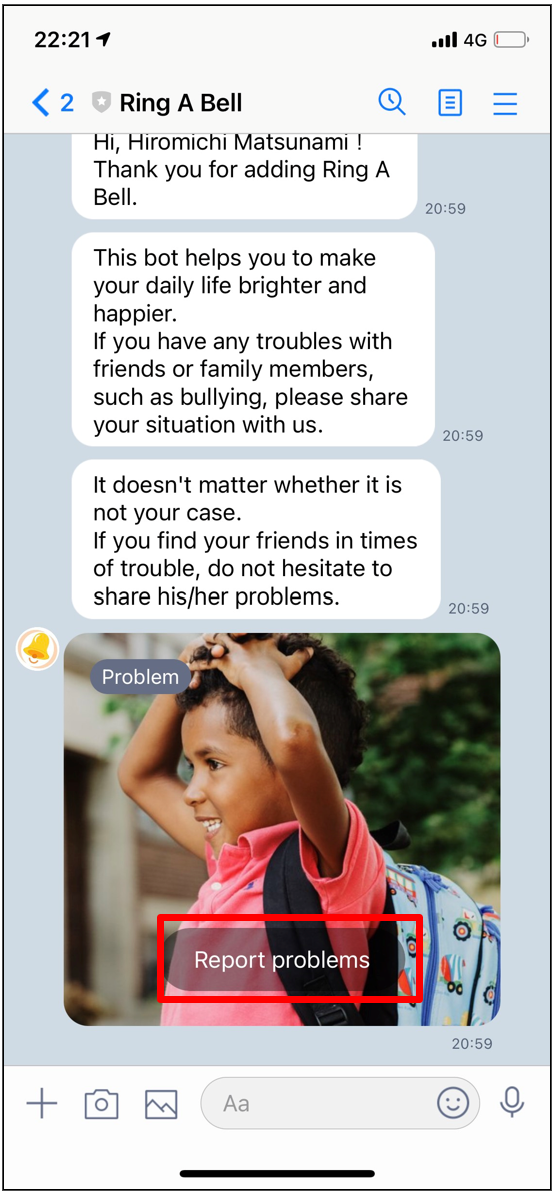 22:21
4G
2
Ring A Bell
Hi, Hiromichi Matsunami !
Thank you for adding Ring A
Bell.
20:59
This bot helps you to make
your daily life brighter and
happier.
If you have any troubles with
friends or family members,
such as bullying, please share
your situation with us.
20:59
It doesn't matter whether it is
not your case.
If you find your friends in times
of trouble, do not hesitate to
share his/her problems.
20:59
Problem
Report problems
20:59
Aa